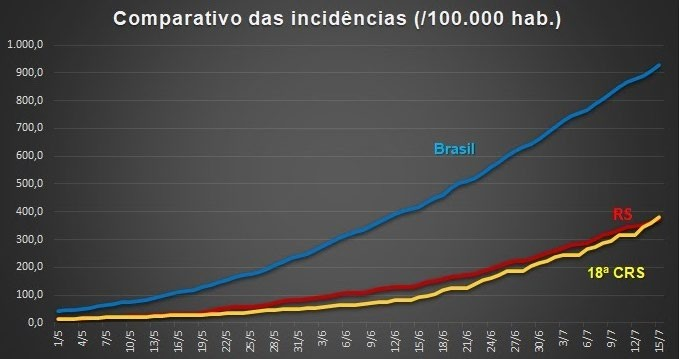 Comparativo das incidências (/100.000 hab.)
1.000,0
900,0
800,0
700,0
600,0
500,0
400,0
300,0
200,0
100,0
0,0
Brasil
RS
18ª CRS
1/5 4/5 7/5 10/5 13/5 16/5 19/5 22/5 25/5 28/5 31/5 3/6 6/6 9/6 12/6 15/6 18/6 21/6 24/6 27/6 30/6 3/7 6/7 9/7 12/7 15/7